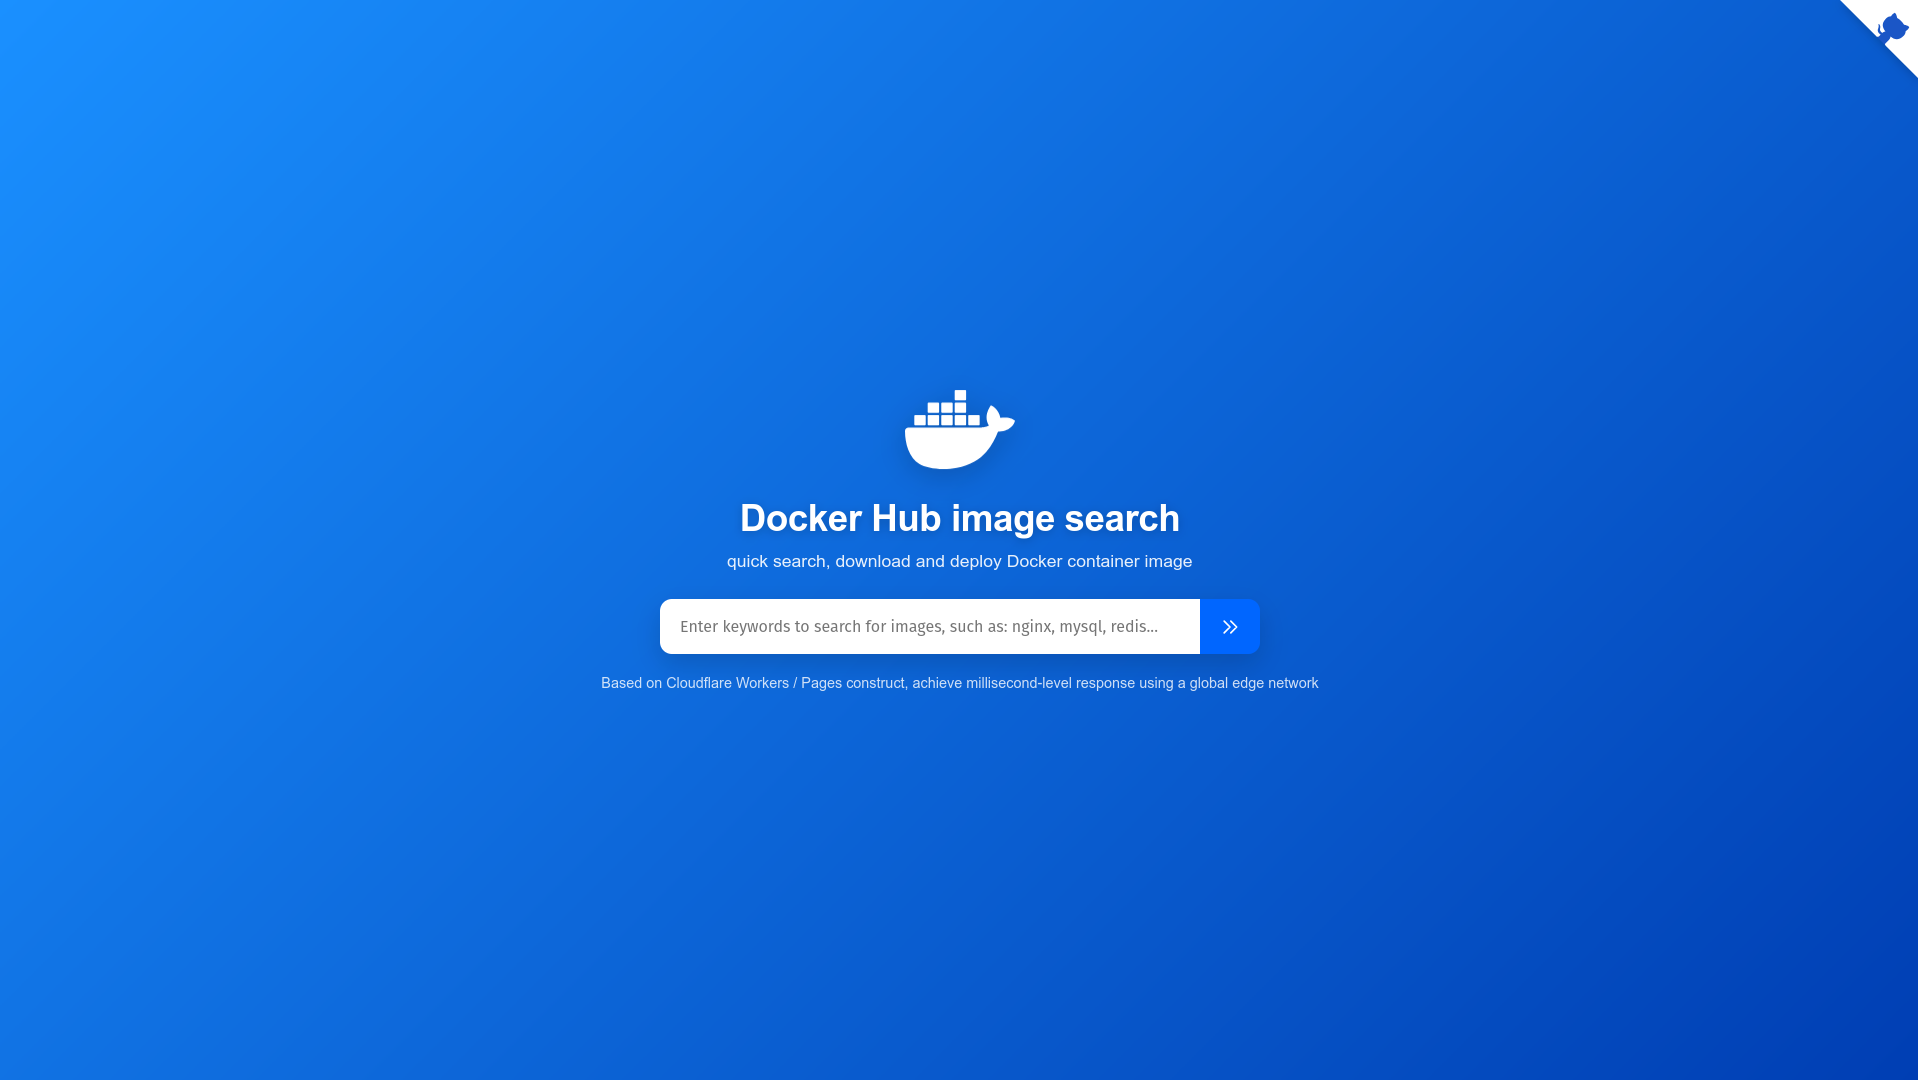 Docker Hub image search
quick search, download and deploy Docker container image
Enter keywords to search for images, such as: nginx, mysql, redis...
Based on Cloudflare Workers / Pages construct, achieve millisecond-level response using a global edge network